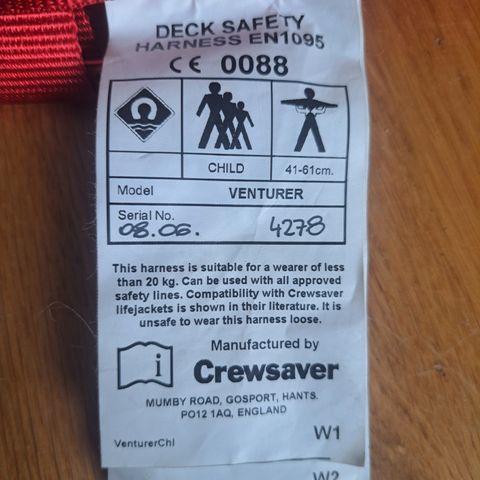 DECK SAFETY
HARNESS EN1095
CE 0088
CHILD
41-61cm.
Model VENTURER
Serial No.
08.06. 4278
This harness is suitable for a wearer of less
than 20 kg. Can be used with all approved
safety lines. Compatibility with Crewsaver
lifejackets is shown in their literature. It is
unsafe to wear this harness loose.
i
Manufactured by
Crewsaver
MUMBY ROAD, GOSPORT, HANTS.
PO12 1AQ, ENGLAND
VenturerChl W1
W2